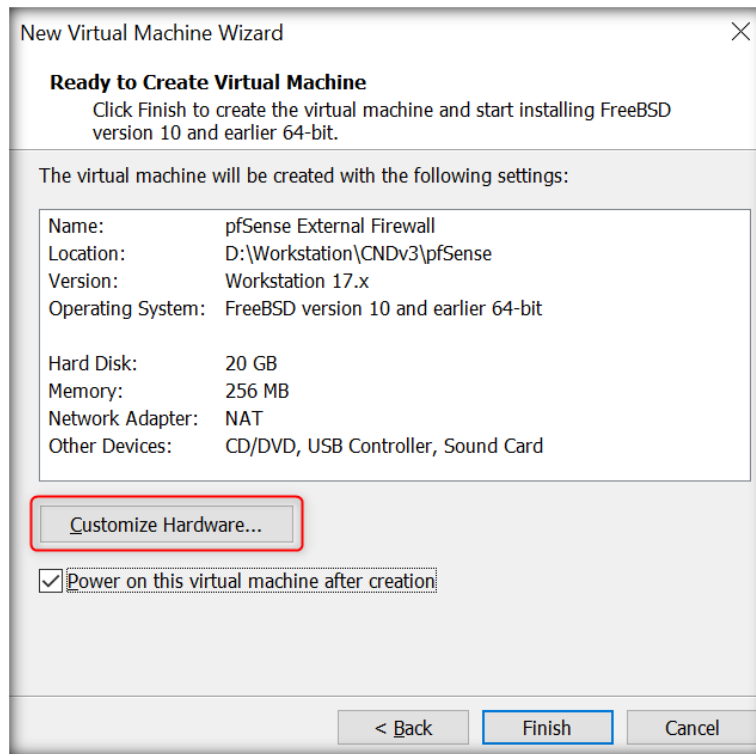 New Virtual Machine Wizard
Ready to Create Virtual Machine
Click Finish to create the virtual machine and start installing FreeBSD
version 10 and earlier 64-bit.
The virtual machine will be created with the following settings:
Name: pfSense External Firewall
Location: D:\Workstation\CNDv3\pfSense
Version: Workstation 17.x
Operating System: FreeBSD version 10 and earlier 64-bit
Hard Disk: 20 GB
Memory: 256 MB
Network Adapter: NAT
Other Devices: CD/DVD, USB Controller, Sound Card
Customize Hardware...
Power on this virtual machine after creation
< Back Finish Cancel